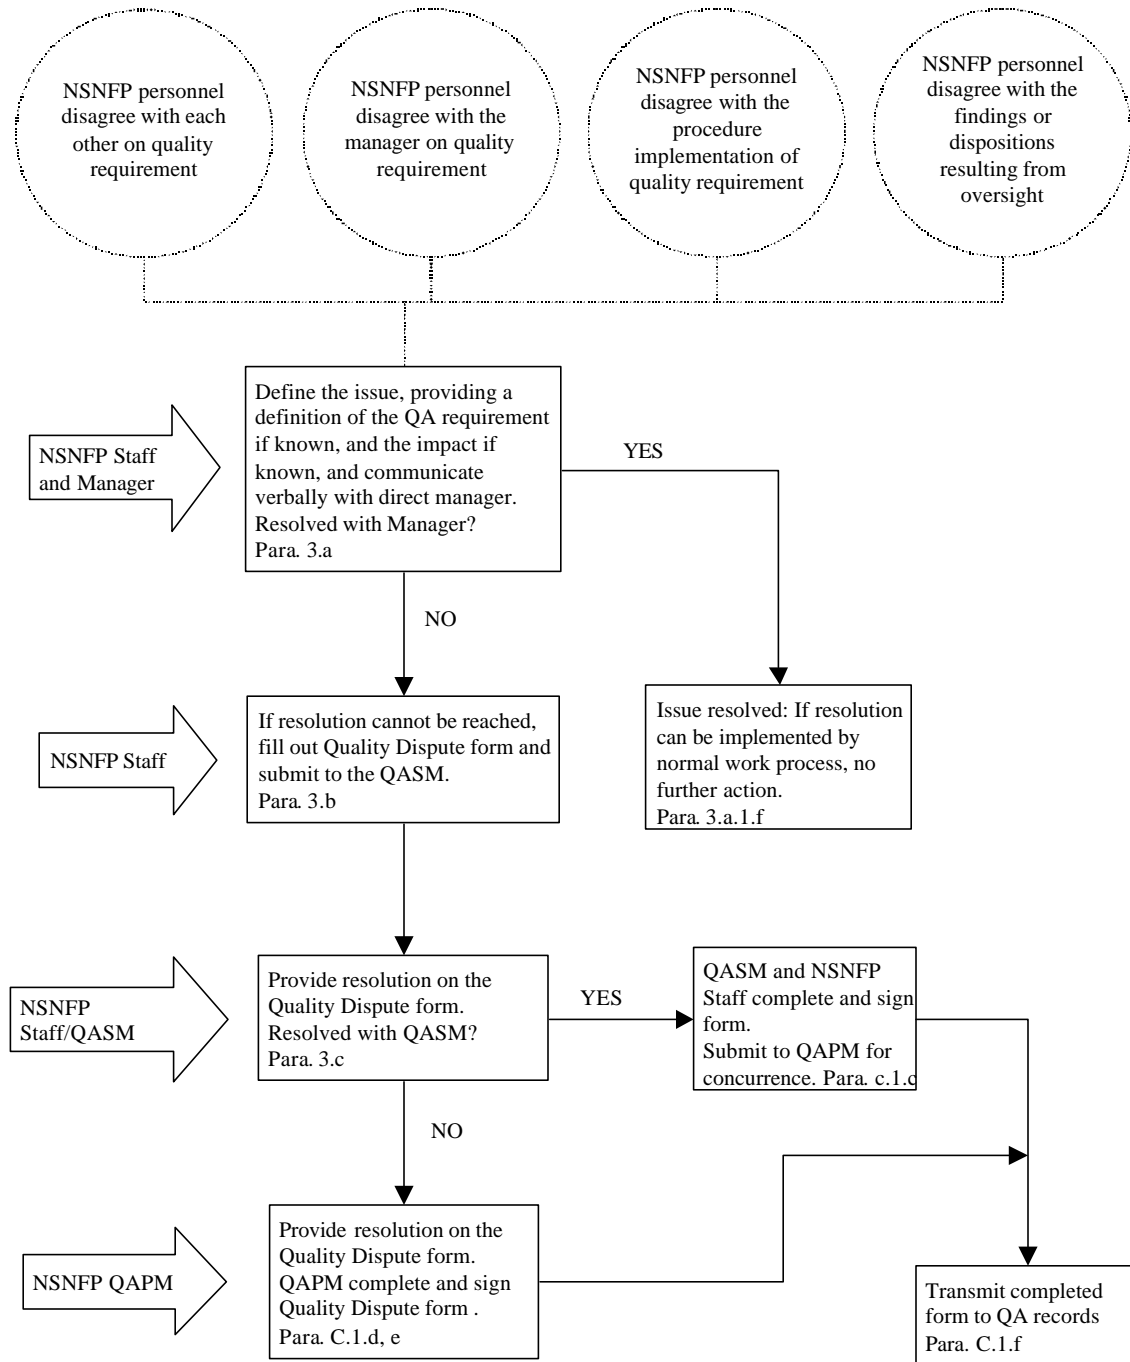 NSNFP personnel
disagree with each
other on quality
requirement
NSNFP personnel
disagree with the
manager on quality
requirement
NSNFP personnel
disagree with the
procedure
implementation of
quality requirement
NSNFP personnel
disagree with the
findings or
dispositions
resulting from
oversight
NSNFP Staff
and Manager
Define the issue, providing a
definition of the QA requirement
if known, and the impact if
known, and communicate
verbally with direct manager.
Resolved with Manager?
Para. 3.a
YES
NO
NSNFP Staff
If resolution cannot be reached,
fill out Quality Dispute form and
submit to the QASM.
Para. 3.b
Issue resolved: If resolution
can be implemented by
normal work process, no
further action.
Para. 3.a.1.f
NSNFP
Staff/QASM
Provide resolution on the
Quality Dispute form.
Resolved with QASM?
Para. 3.c
YES
QASM and NSNFP
Staff complete and sign
form.
Submit to QAPM for
concurrence. Para. c.1.c
NO
NSNFP QAPM
Provide resolution on the
Quality Dispute form.
QAPM complete and sign
Quality Dispute form .
Para. C.1.d, e
Transmit completed
form to QA records
Para. C.1.f